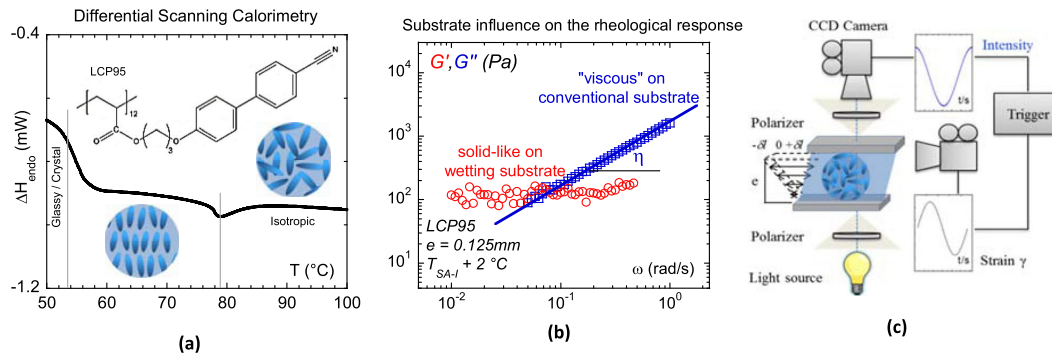 Differential Scanning Calorimetry
-0.4
-1.2
ΔH_endo (mW)
LCP95
12
O
O
3
O
N
Glassy / Crystal
Isotropic
T (°C)
50 60 70 80 90 100
(a)
Substrate influence on the rheological response
G',G'' (Pa)
10^4
10^3
10^2
10^1
"viscous" on
conventional substrate
solid-like on
wetting substrate
η
LCP95
e = 0.125mm
T_SA-I + 2 °C
ω (rad/s)
10^-2 10^-1 10^0
(b)
CCD Camera
Intensity
t/s
Trigger
Polarizer
-δl 0 +δl
e
Polarizer
t/s
Strain γ
Light source
(c)